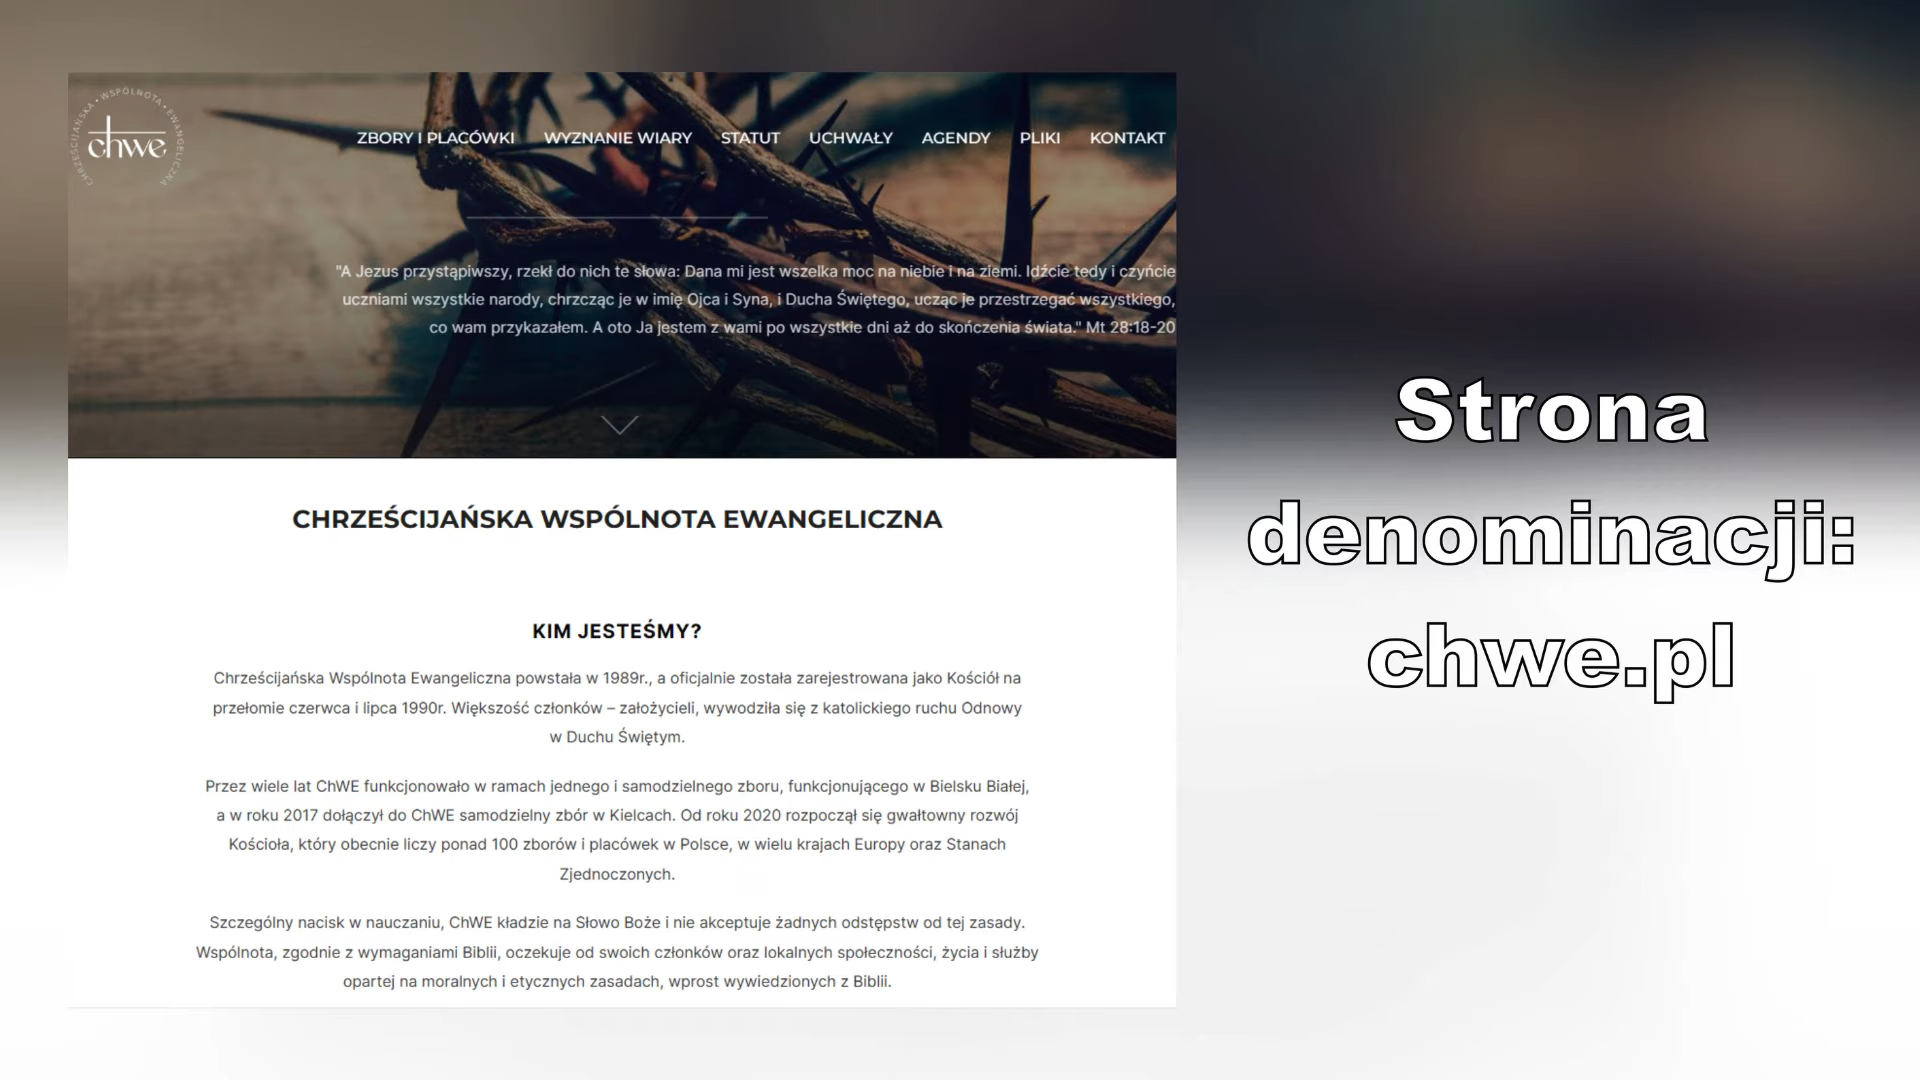 CHRZEŚCIJAŃSKA • WSPÓLNOTA • EWANGELICZNA
chwe
ZBORY I PLACÓWKI WYZNANIE WIARY STATUT UCHWAŁY AGENDY PLIKI KONTAKT
"A Jezus przystąpiwszy, rzekł do nich te słowa: Dana mi jest wszelka moc na niebie i na ziemi. Idźcie tedy i czyńcie
uczniami wszystkie narody, chrzcząc je w imię Ojca i Syna, i Ducha Świętego, ucząc je przestrzegać wszystkiego,
co wam przykazałem. A oto Ja jestem z wami po wszystkie dni aż do skończenia świata." Mt 28:18-20
CHRZEŚCIJAŃSKA WSPÓLNOTA EWANGELICZNA
KIM JESTEŚMY?
Chrześcijańska Wspólnota Ewangeliczna powstała w 1989r., a oficjalnie została zarejestrowana jako Kościół na
przełomie czerwca i lipca 1990r. Większość członków – założycieli, wywodziła się z katolickiego ruchu Odnowy
w Duchu Świętym.
Przez wiele lat ChWE funkcjonowało w ramach jednego i samodzielnego zboru, funkcjonującego w Bielsku Białej,
a w roku 2017 dołączył do ChWE samodzielny zbór w Kielcach. Od roku 2020 rozpoczął się gwałtowny rozwój
Kościoła, który obecnie liczy ponad 100 zborów i placówek w Polsce, w wielu krajach Europy oraz Stanach
Zjednoczonych.
Szczególny nacisk w nauczaniu, ChWE kładzie na Słowo Boże i nie akceptuje żadnych odstępstw od tej zasady.
Wspólnota, zgodnie z wymaganiami Biblii, oczekuje od swoich członków oraz lokalnych społeczności, życia i służby
opartej na moralnych i etycznych zasadach, wprost wywiedzionych z Biblii.
Strona
denominacji:
chwe.pl